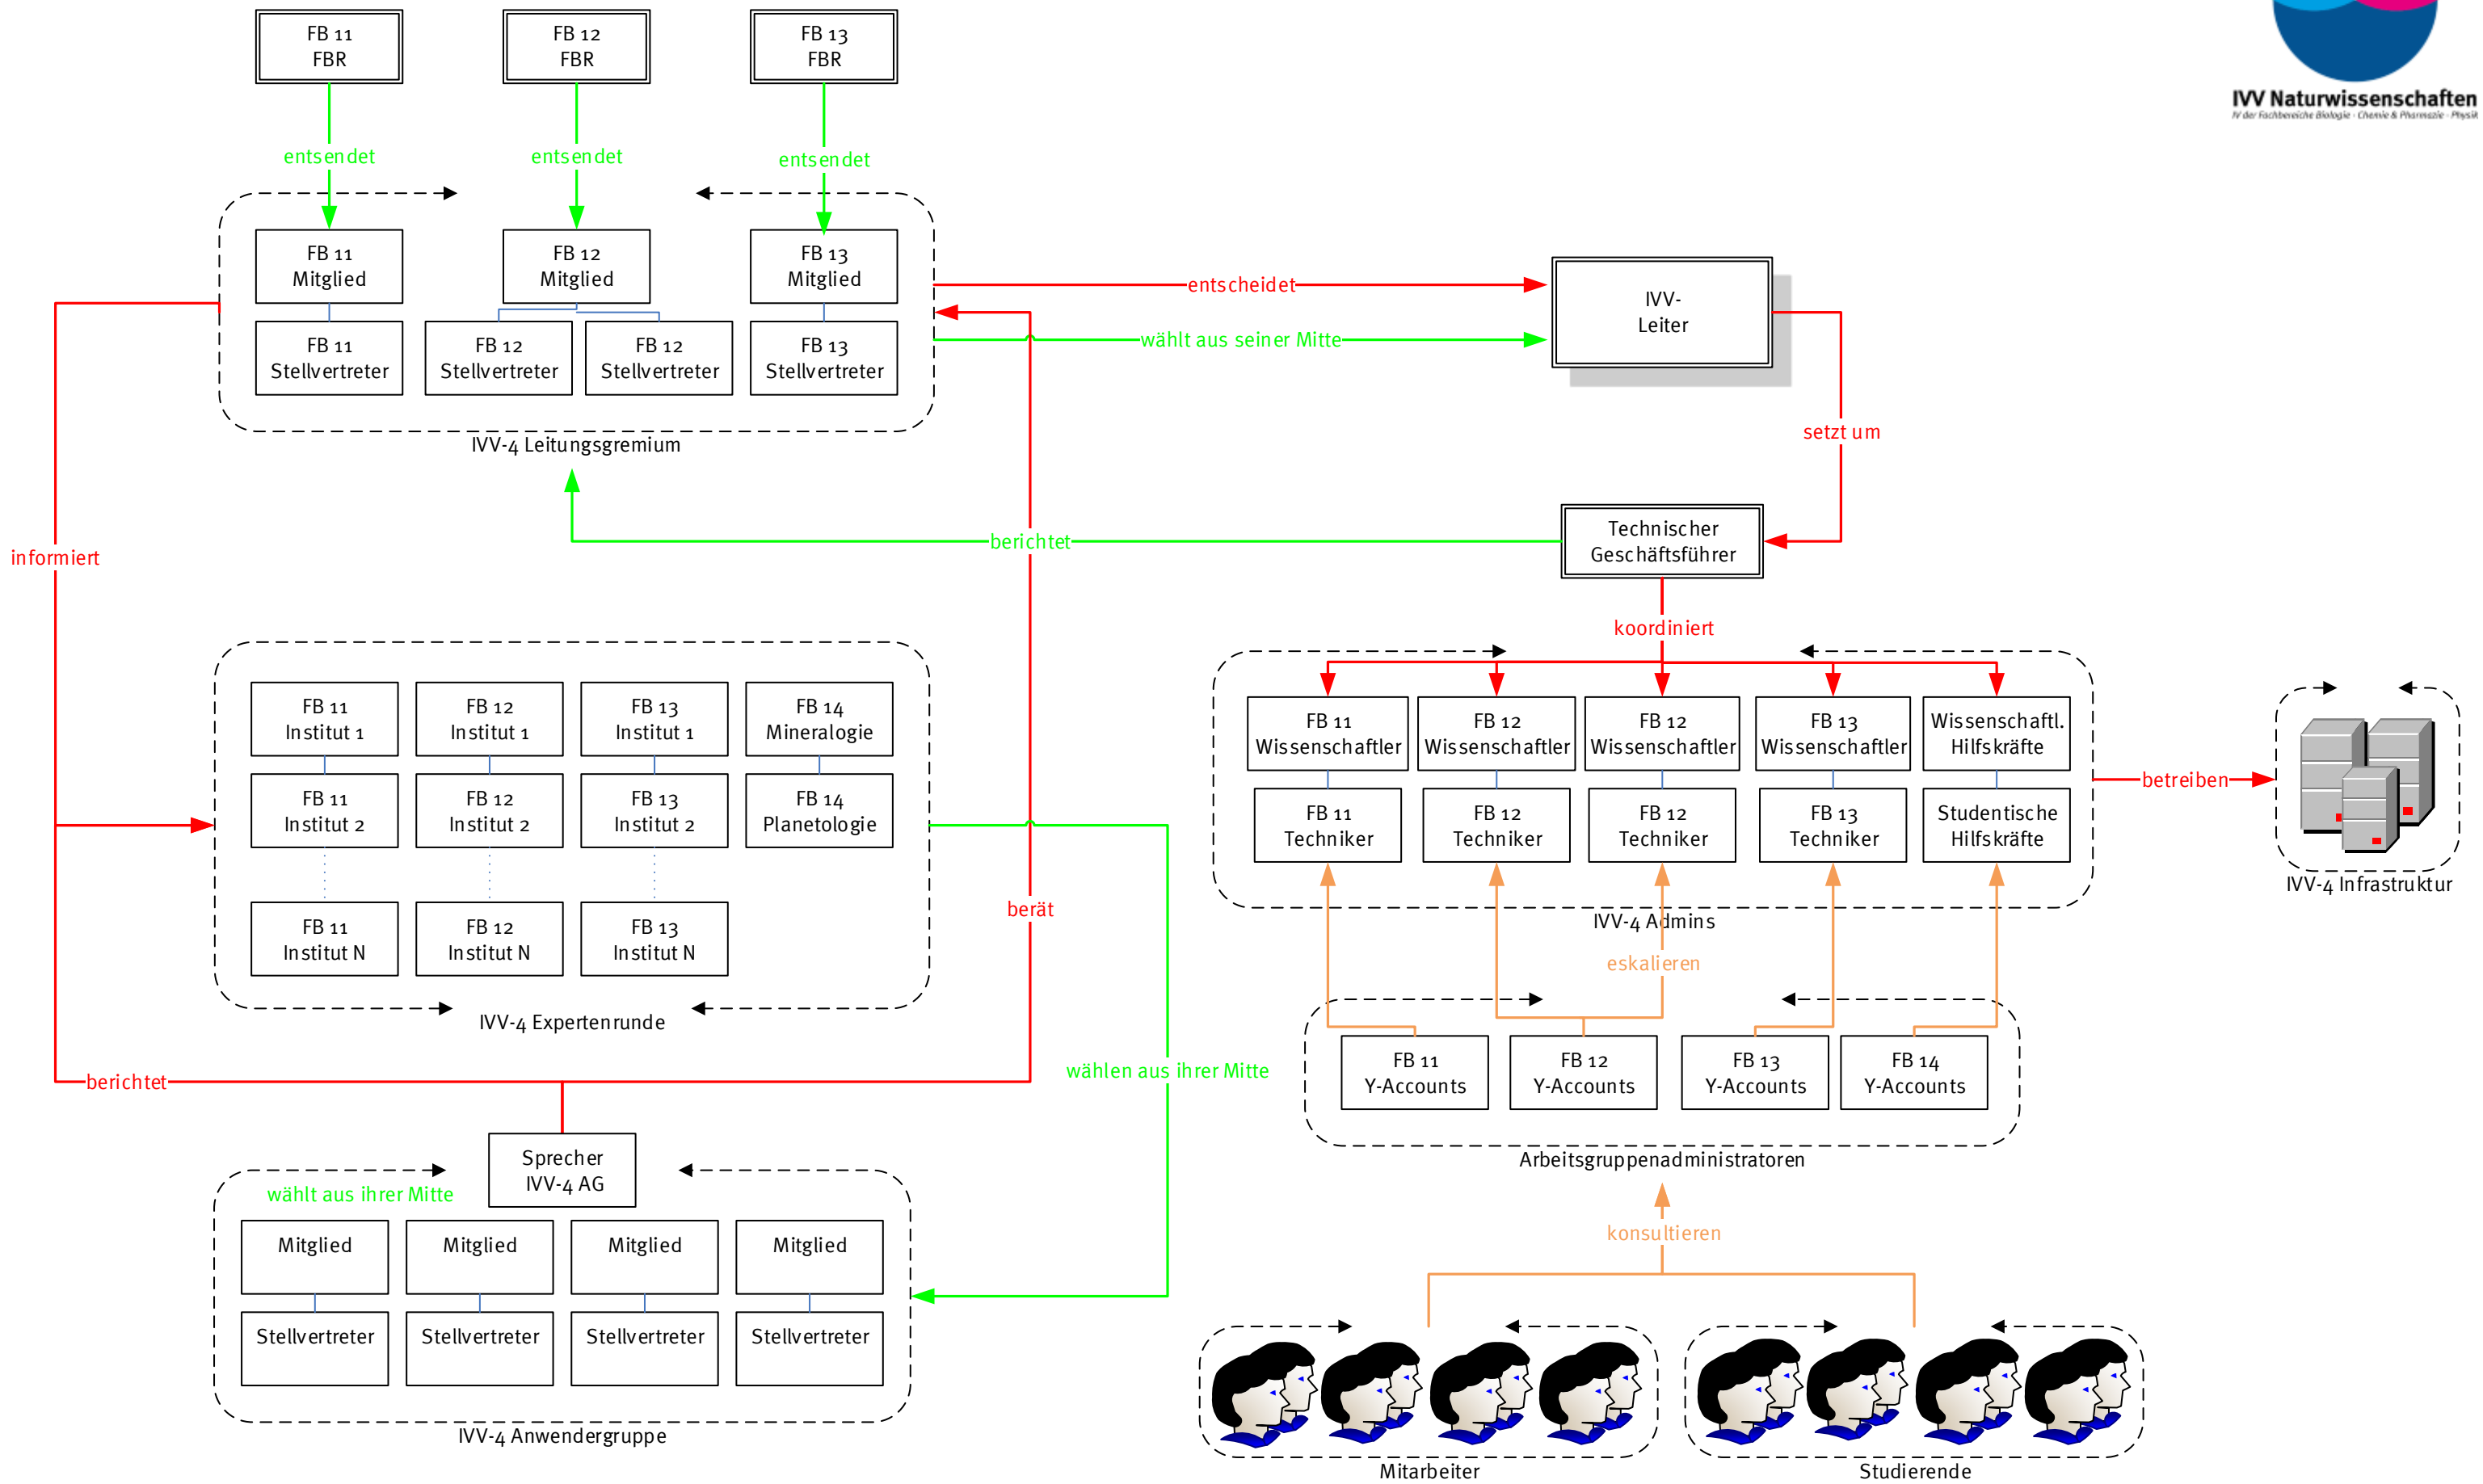 FB 11
FBR
FB 12
FBR
FB 13
FBR
IVV Naturwissenschaften
IV der Fachbereiche Biologie - Chemie & Pharmazie - Physik
entsendet
entsendet
entsendet
FB 11
Mitglied
FB 12
Mitglied
FB 13
Mitglied
FB 11
Stellvertreter
FB 12
Stellvertreter
FB 12
Stellvertreter
FB 13
Stellvertreter
IVV-4 Leitungsgremium
entscheidet
wählt aus seiner Mitte
IVV-
Leiter
setzt um
Technischer
Geschäftsführer
berichtet
informiert
koordiniert
FB 11
Institut 1
FB 12
Institut 1
FB 13
Institut 1
FB 14
Mineralogie
FB 11
Institut 2
FB 12
Institut 2
FB 13
Institut 2
FB 14
Planetologie
FB 11
Institut N
FB 12
Institut N
FB 13
Institut N
IVV-4 Expertenrunde
berät
FB 11
Wissenschaftler
FB 12
Wissenschaftler
FB 12
Wissenschaftler
FB 13
Wissenschaftler
Wissenschaftl.
Hilfskräfte
FB 11
Techniker
FB 12
Techniker
FB 12
Techniker
FB 13
Techniker
Studentische
Hilfskräfte
IVV-4 Admins
betreiben
IVV-4 Infrastruktur
eskalieren
FB 11
Y-Accounts
FB 12
Y-Accounts
FB 13
Y-Accounts
FB 14
Y-Accounts
Arbeitsgruppenadministratoren
wählen aus ihrer Mitte
berichtet
Sprecher
IVV-4 AG
wählt aus ihrer Mitte
Mitglied
Mitglied
Mitglied
Mitglied
Stellvertreter
Stellvertreter
Stellvertreter
Stellvertreter
IVV-4 Anwendergruppe
konsultieren
Mitarbeiter
Studierende